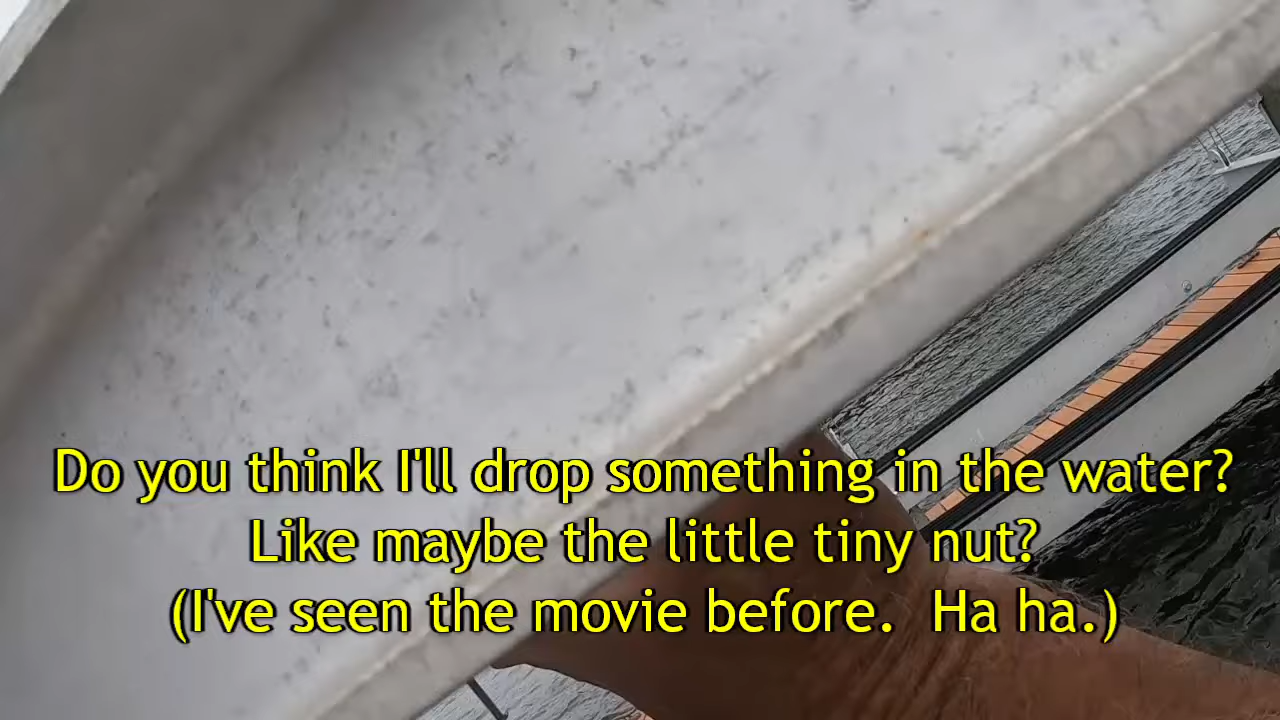 Do you think I'll drop something in the water?
Like maybe the little tiny nut?
(I've seen the movie before.  Ha ha.)